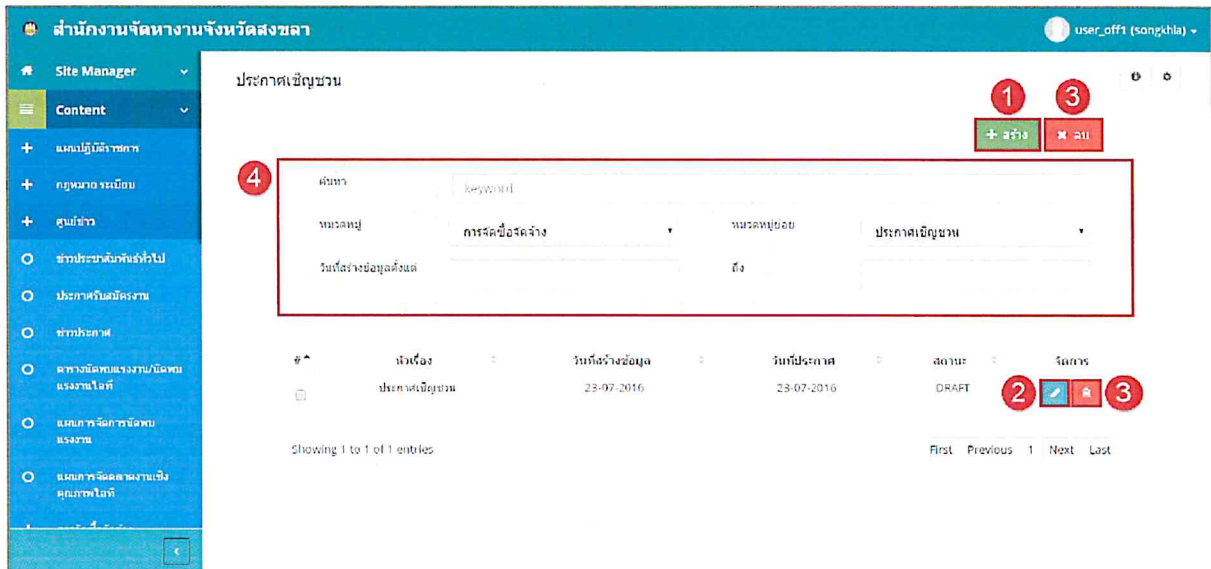 สำนักงานจัดหางานจังหวัดสงขลา
user_off1 (songkhla)
Site Manager
Content
แผนปฏิบัติราชการ
กฎหมาย ระเบียบ
ศูนย์ข่าว
ข่าวประชาสัมพันธ์ทั่วไป
ประกาศรับสมัครงาน
ข่าวประกาศ
ตารางนัดพบแรงงาน/นัดพบ
แรงงานไอที
แผนการจัดการนัดพบ
แรงงาน
แผนการจัดตลาดงานเชิง
คุณภาพไอที
ประกาศเชิญชวน
1
3
+ สร้าง
ลบ
4
ค้นหา
keyword
หมวดหมู่
การจัดซื้อจัดจ้าง
หมวดหมู่ย่อย
ประกาศเชิญชวน
วันที่สร้างข้อมูลตั้งแต่
ถึง
# หัวเรื่อง วันที่สร้างข้อมูล วันที่ประกาศ สถานะ จัดการ
ประกาศเชิญชวน 23-07-2016 23-07-2016 DRAFT
2
3
Showing 1 to 1 of 1 entries
First Previous 1 Next Last